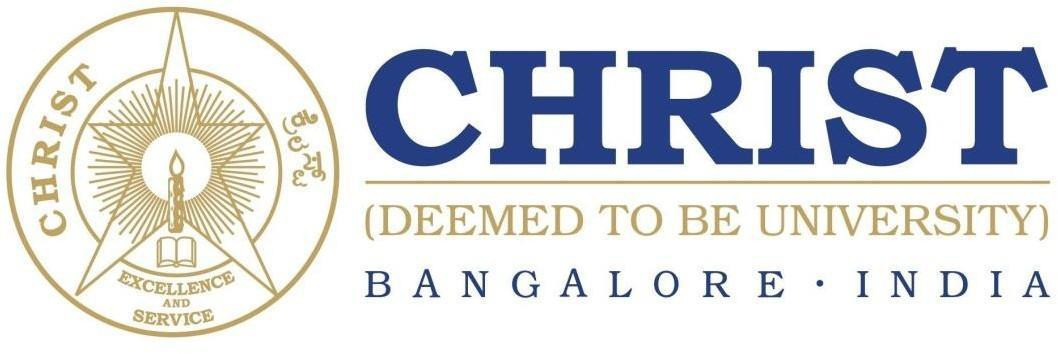 CHRIST
ಕ್ರೈಸ್ಟ್
EXCELLENCE
AND
SERVICE
CHRIST
(DEEMED TO BE UNIVERSITY)
BANGALORE · INDIA